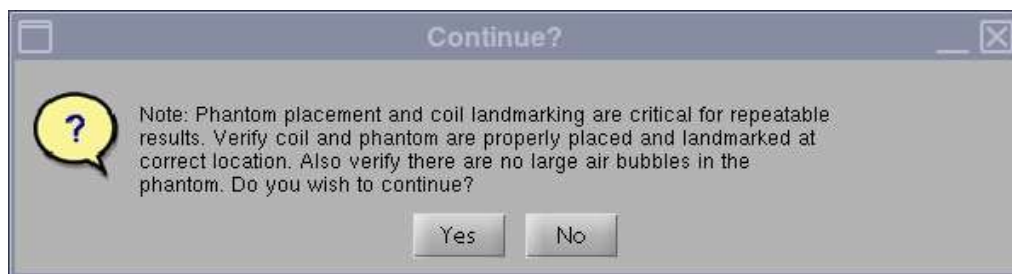 Continue?
Note: Phantom placement and coil landmarking are critical for repeatable
results. Verify coil and phantom are properly placed and landmarked at
correct location. Also verify there are no large air bubbles in the
phantom. Do you wish to continue?
?
Yes No